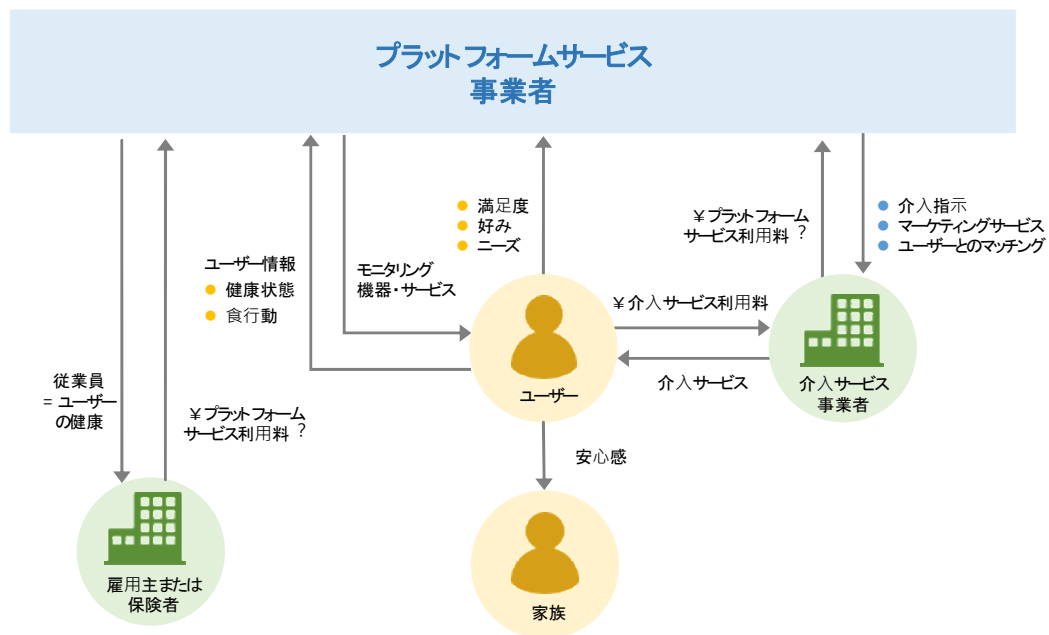 プラットフォームサービス
事業者
満足度
好み
ニーズ
￥プラットフォーム
サービス利用料？
介入指示
マーケティングサービス
ユーザーとのマッチング
ユーザー情報
健康状態
食行動
モニタリング
機器・サービス
￥介入サービス利用料
介入サービス
ユーザー
介入サービス
事業者
従業員
= ユーザー
の健康
￥プラットフォーム
サービス利用料？
安心感
雇用主または
保険者
家族